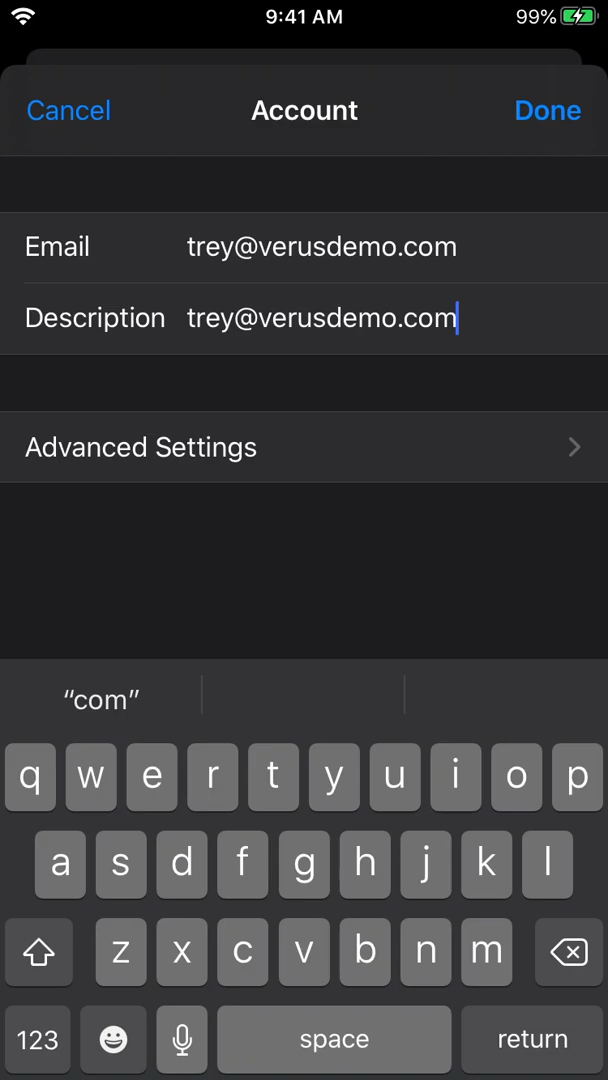 9:41 AM
99%
Cancel
Account
Done
Email
trey@verusdemo.com
Description
trey@verusdemo.com
Advanced Settings
“com”
q w e r t y u i o p
a s d f g h j k l
z x c v b n m
123
space
return